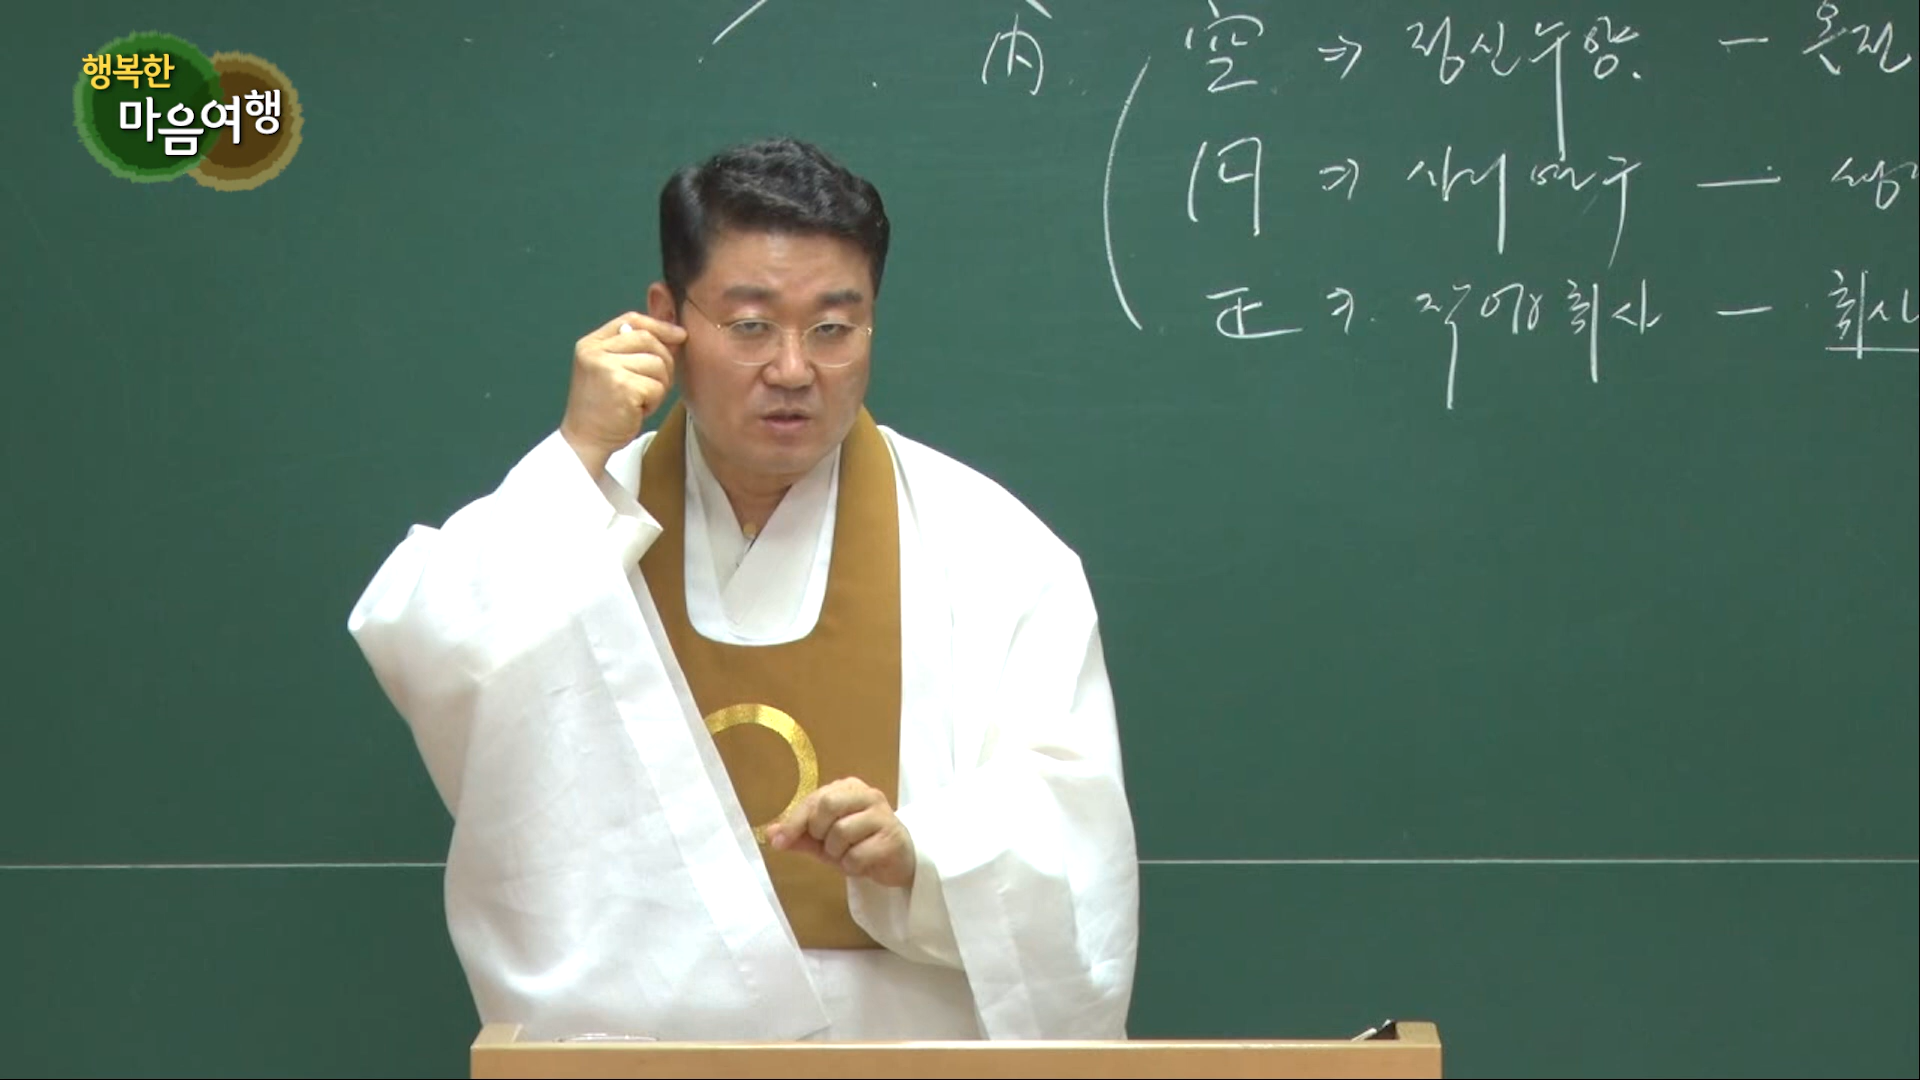 행복한
마음여행
內
空 ⇒ 정신수양 - 온전
円 ⇒ 사리연구 -
正 ⇒ 작업취사 - 취사